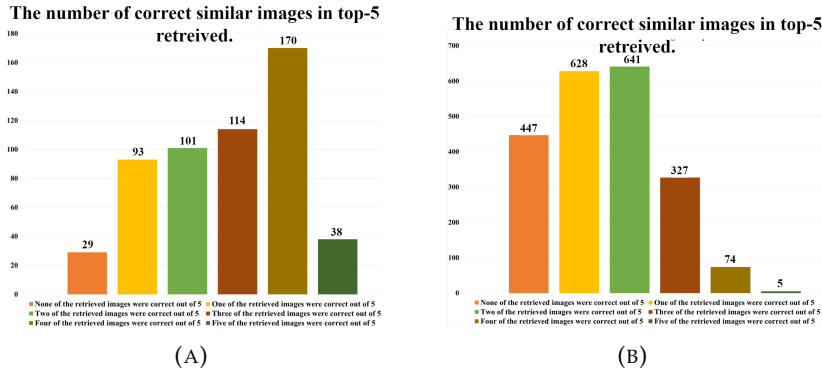 The number of correct similar images in top-5
retreived.
180
160
140
120
100
80
60
40
20
0
29
93
101
114
170
38
None of the retrieved images were correct out of 5
One of the retrieved images were correct out of 5
Two of the retrieved images were correct out of 5
Three of the retrieved images were correct out of 5
Four of the retrieved images were correct out of 5
Five of the retrieved images were correct out of 5
(A)
The number of correct similar images in top-5
retreived.
700
600
500
400
300
200
100
0
447
628
641
327
74
5
None of the retrieved images were correct out of 5
One of the retrieved images were correct out of 5
Two of the retrieved images were correct out of 5
Three of the retrieved images were correct out of 5
Four of the retrieved images were correct out of 5
Five of the retrieved images were correct out of 5
(B)